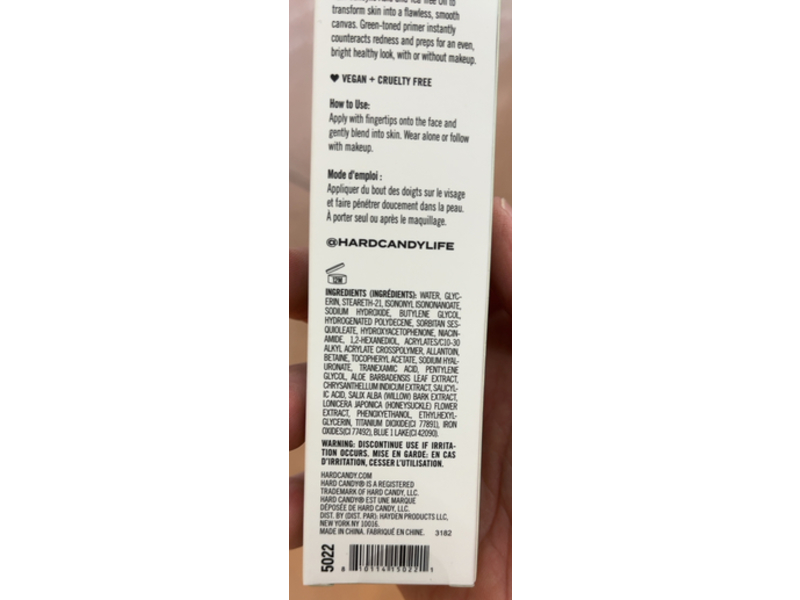 transform skin into a flawless, smooth
canvas. Green-toned primer instantly
counteracts redness and preps for an even,
bright healthy look, with or without makeup.
♥ VEGAN + CRUELTY FREE
How to Use:
Apply with fingertips onto the face and
gently blend into skin. Wear alone or follow
with makeup.
Mode d'emploi :
Appliquer du bout des doigts sur le visage
et faire pénétrer doucement dans la peau.
À porter seul ou après le maquillage.
@HARDCANDYLIFE
12M
INGREDIENTS (INGRÉDIENTS): WATER, GLYC-
ERIN, STEARETH-21, ISONONYL ISONONANOATE,
SODIUM HYDROXIDE, BUTYLENE GLYCOL,
HYDROGENATED POLYDECENE, SORBITAN SES-
QUIOLEATE, HYDROXYACETOPHENONE, NIACIN-
AMIDE, 1,2-HEXANEDIOL, ACRYLATES/C10-30
ALKYL ACRYLATE CROSSPOLYMER, ALLANTOIN,
BETAINE, TOCOPHERYL ACETATE, SODIUM HYAL-
URONATE, TRANEXAMIC ACID, PENTYLENE
GLYCOL, ALOE BARBADENSIS LEAF EXTRACT,
CHRYSANTHELLUM INDICUM EXTRACT, SALICYL-
IC ACID, SALIX ALBA (WILLOW) BARK EXTRACT,
LONICERA JAPONICA (HONEYSUCKLE) FLOWER
EXTRACT, PHENOXYETHANOL, ETHYLHEXYL-
GLYCERIN, TITANIUM DIOXIDE(CI 77891), IRON
OXIDES(CI 77492), BLUE 1 LAKE(CI 42090).
WARNING: DISCONTINUE USE IF IRRITA-
TION OCCURS. MISE EN GARDE: EN CAS
D'IRRITATION, CESSER L'UTILISATION.
HARDCANDY.COM
HARD CANDY® IS A REGISTERED
TRADEMARK OF HARD CANDY, LLC.
HARD CANDY® EST UNE MARQUE
DÉPOSÉE DE HARD CANDY, LLC.
DIST. BY (DIST. PAR): HAYDEN PRODUCTS LLC,
NEW YORK NY 10016.
MADE IN CHINA. FABRIQUÉ EN CHINE. 3182
5022
8 10114 15022 1